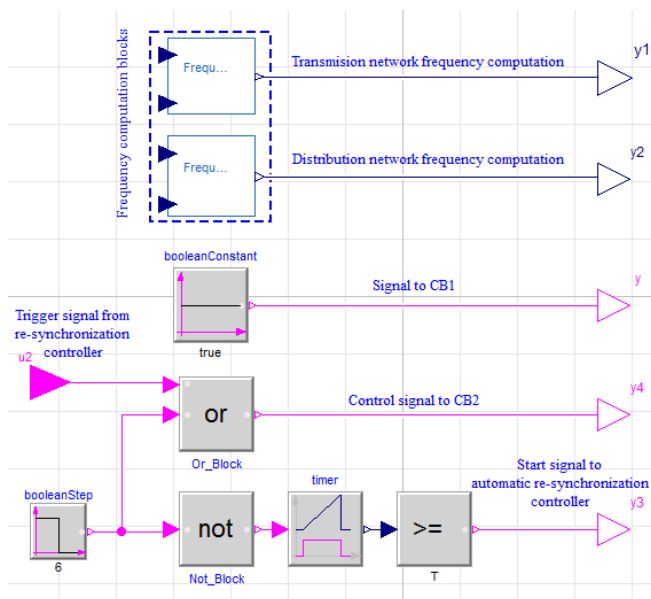 Frequency computation blocks
Frequ...
Transmision network frequency computation
y1
Frequ...
Distribution network frequency computation
y2
booleanConstant
true
Signal to CB1
y
Trigger signal from
re-synchronization
controller
u2
or
Or_Block
Control signal to CB2
y4
booleanStep
6
not
Not_Block
timer
>=
T
Start signal to
automatic re-synchronization
controller
y3